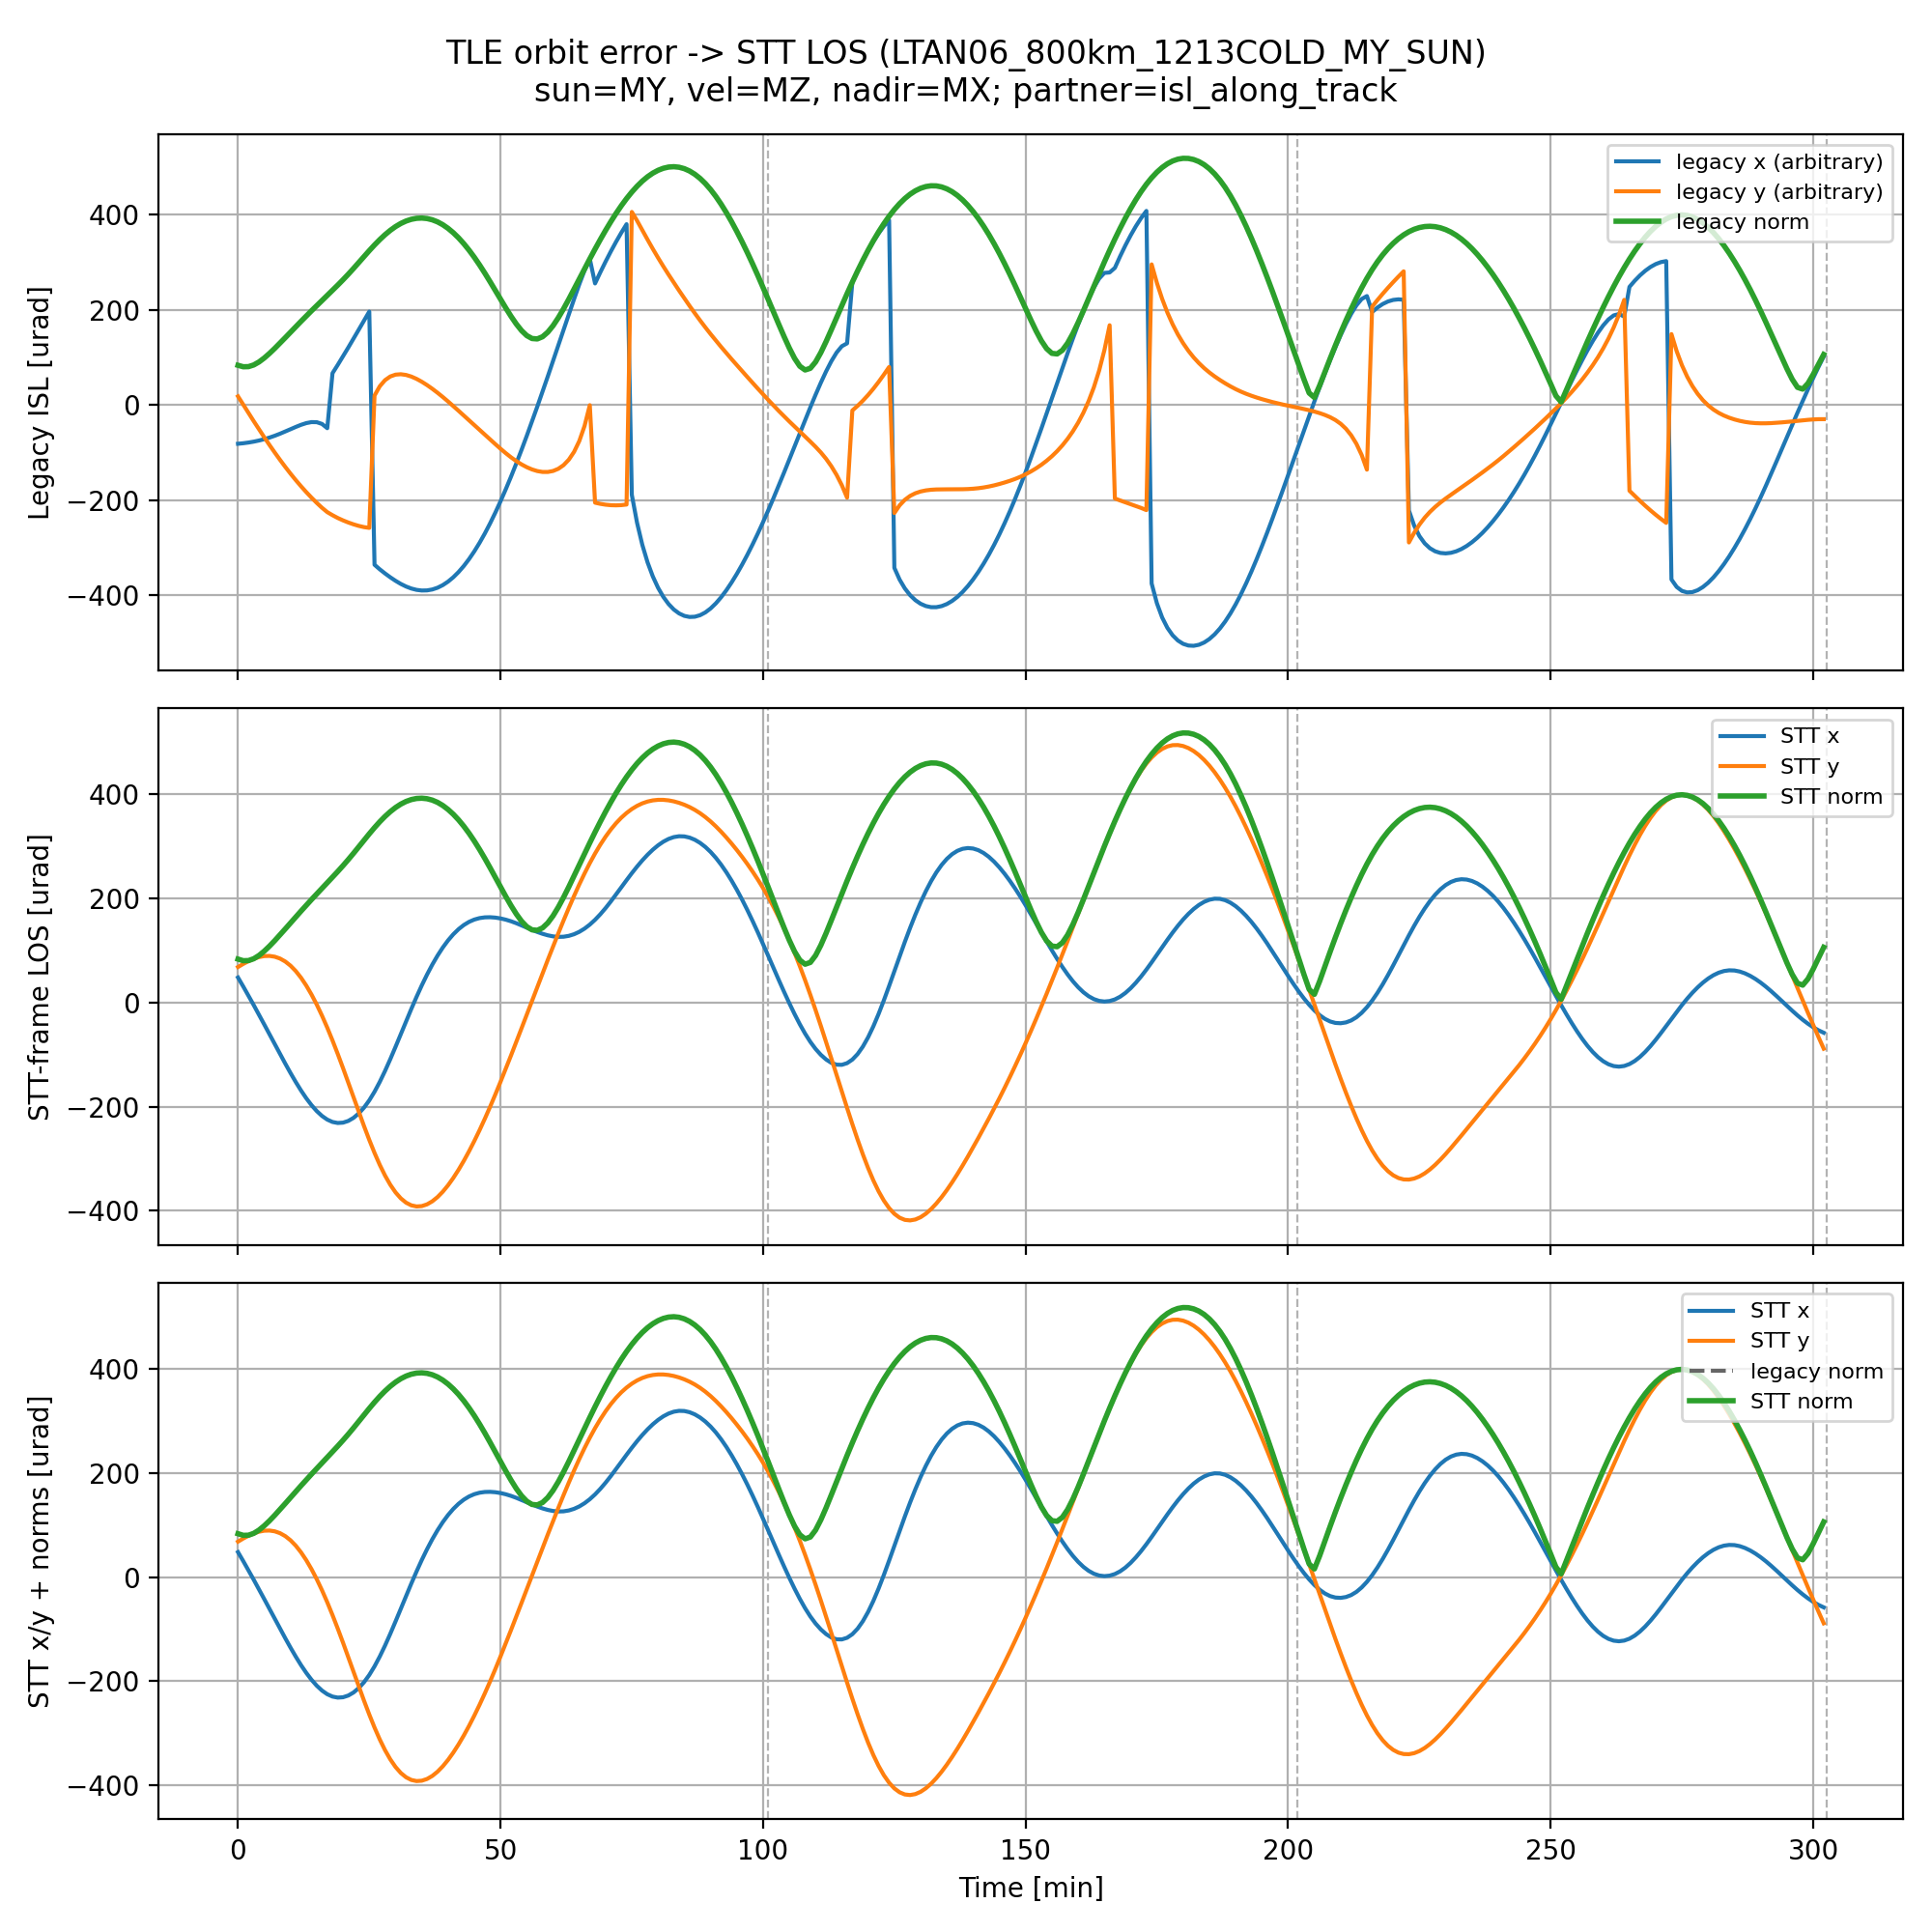 TLE orbit error -> STT LOS (LTAN06_800km_1213COLD_MY_SUN)
sun=MY, vel=MZ, nadir=MX; partner=isl_along_track
Legacy ISL [urad]
400
200
0
−200
−400
legacy x (arbitrary)
legacy y (arbitrary)
legacy norm
STT-frame LOS [urad]
400
200
0
−200
−400
STT x
STT y
STT norm
STT x/y + norms [urad]
400
200
0
−200
−400
STT x
STT y
legacy norm
STT norm
0 50 100 150 200 250 300
Time [min]